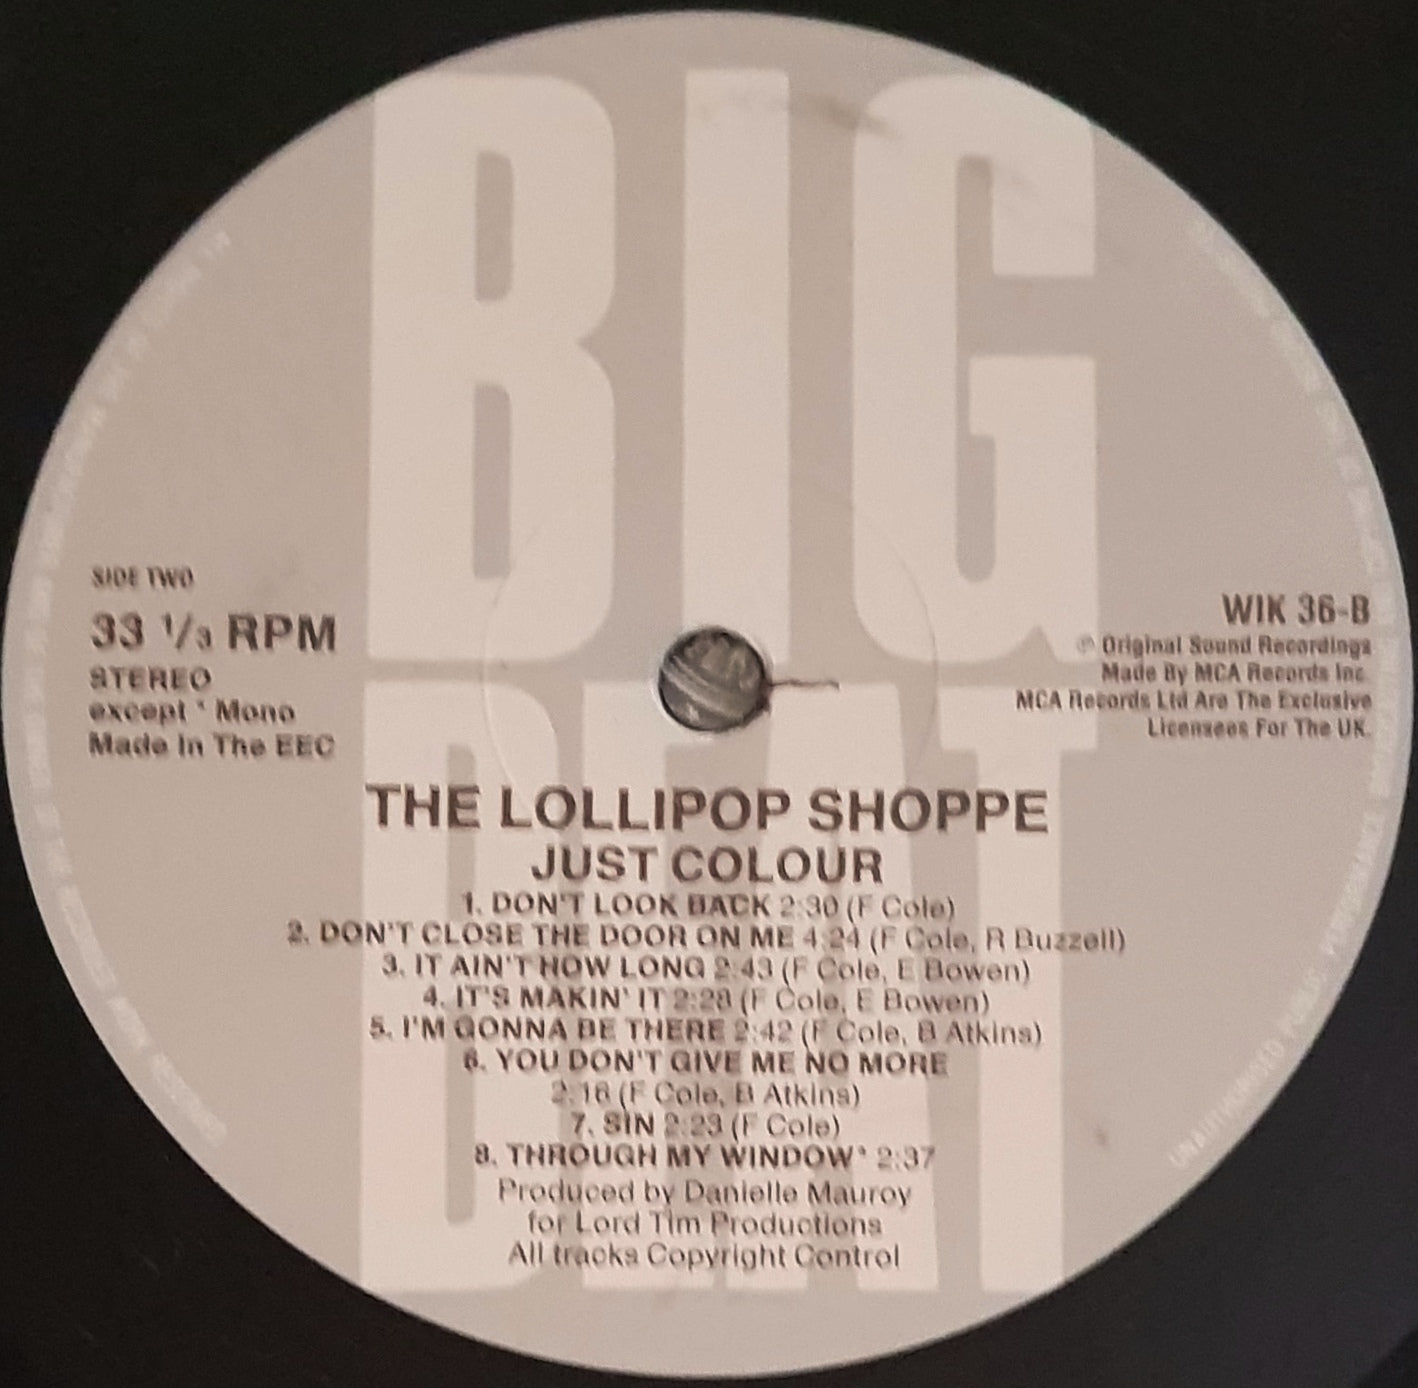 BIG
BEAT
SIDE TWO
33 1/3 RPM
STEREO
except * Mono
Made In The EEC
WIK 36-B
℗ Original Sound Recordings
Made By MCA Records Inc.
MCA Records Ltd Are The Exclusive
Licensees For The UK.
THE LOLLIPOP SHOPPE
JUST COLOUR
1. DON'T LOOK BACK 2:30 (F Cole)
2. DON'T CLOSE THE DOOR ON ME 4:24 (F Cole, R Buzzell)
3. IT AIN'T HOW LONG 2:43 (F Cole, E Bowen)
4. IT'S MAKIN' IT 2:28 (F Cole, E Bowen)
5. I'M GONNA BE THERE 2:42 (F Cole, B Atkins)
6. YOU DON'T GIVE ME NO MORE
2:16 (F Cole, B Atkins)
7. SIN 2:23 (F Cole)
8. THROUGH MY WINDOW* 2:37
Produced by Danielle Mauroy
for Lord Tim Productions
All tracks Copyright Control
UNAUTHORISED PUBLIC PERFORMANCE